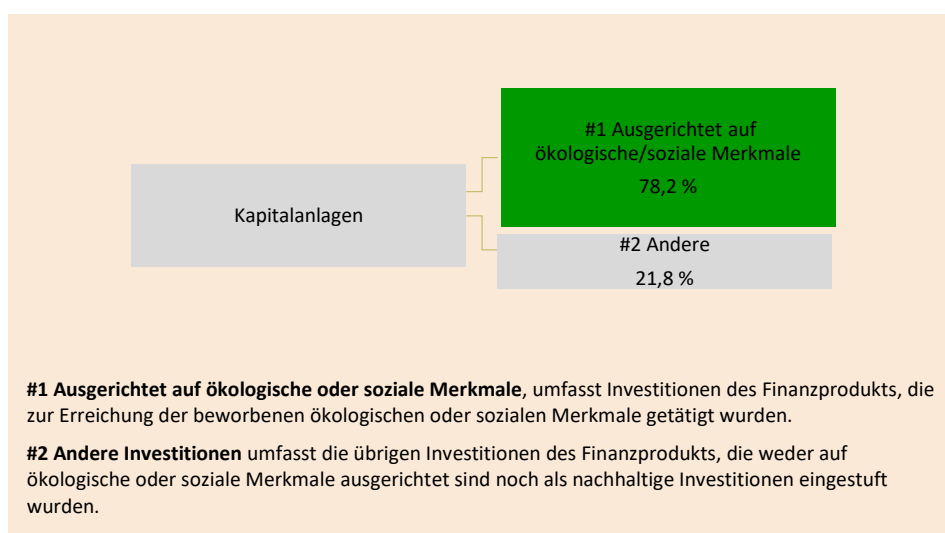 #1 Ausgerichtet auf
ökologische/soziale Merkmale
78,2 %
Kapitalanlagen
#2 Andere
21,8 %
#1 Ausgerichtet auf ökologische oder soziale Merkmale, umfasst Investitionen des Finanzprodukts, die
zur Erreichung der beworbenen ökologischen oder sozialen Merkmale getätigt wurden.
#2 Andere Investitionen umfasst die übrigen Investitionen des Finanzprodukts, die weder auf
ökologische oder soziale Merkmale ausgerichtet sind noch als nachhaltige Investitionen eingestuft
wurden.